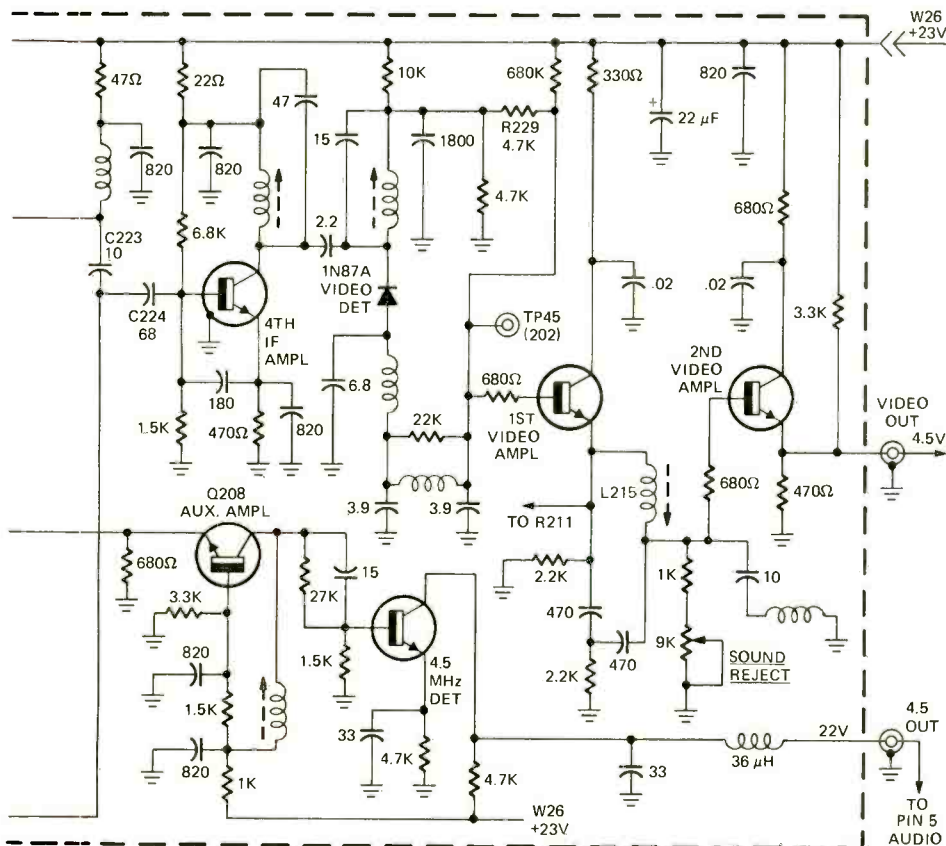 W26
+23V
47Ω
22Ω
47
10K
680K
330Ω
22 µF
+
820
820
820
15
1800
R229
4.7K
4.7K
680Ω
6.8K
2.2
C223
10
1N87A
VIDEO
DET
.02
.02
3.3K
C224
68
4TH
IF
AMPL
TP45
(202)
2ND
VIDEO
AMPL
6.8
680Ω
1ST
VIDEO
AMPL
180
1.5K
470Ω
820
22K
VIDEO
OUT
4.5V
L215
680Ω
470Ω
Q208
AUX. AMPL
3.9
3.9
TO R211
680Ω
15
27K
2.2K
1K
10
3.3K
470
470
9K
SOUND
REJECT
820
1.5K
1.5K
4.5
MHz
DET
2.2K
820
1K
33
4.7K
4.7K
33
36 µH
22V
4.5
OUT
W26
+23V
TO
PIN 5
AUDIO